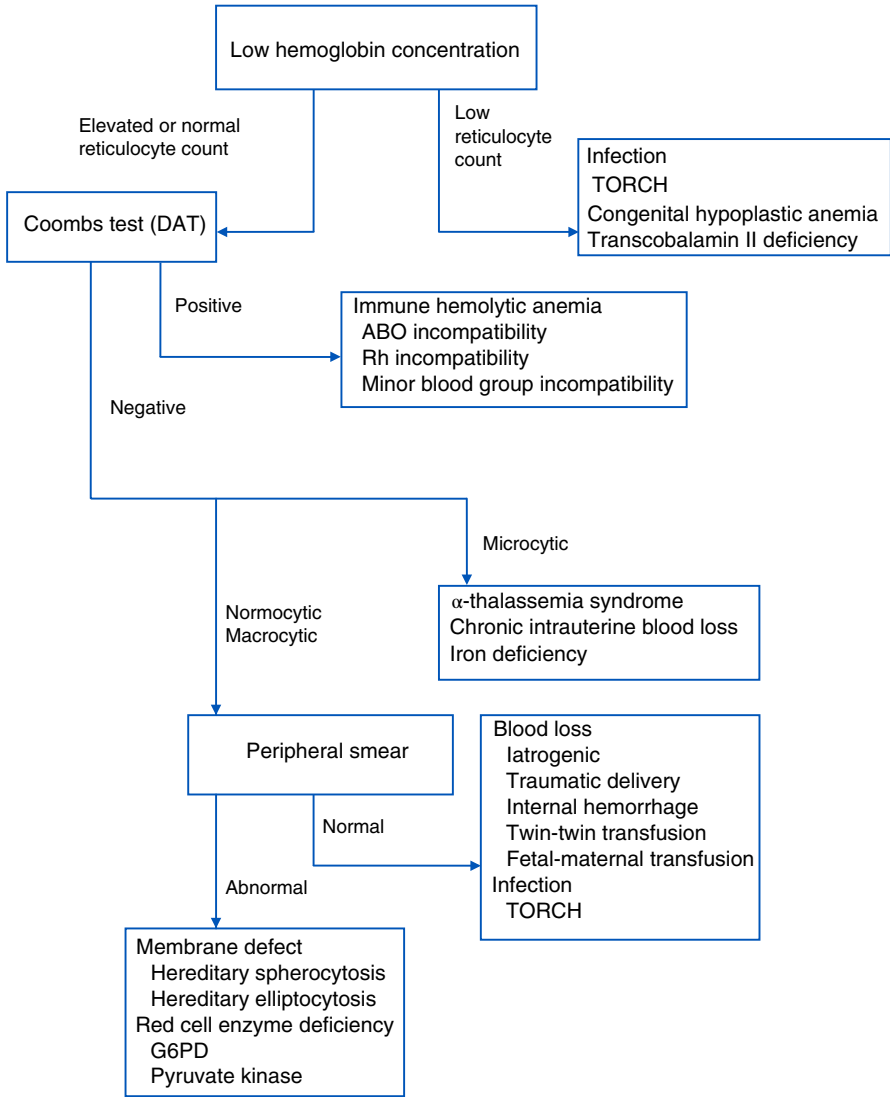 Low hemoglobin concentration
Elevated or normal
reticulocyte count
Low
reticulocyte
count
Infection
TORCH
Congenital hypoplastic anemia
Transcobalamin II deficiency
Coombs test (DAT)
Positive
Immune hemolytic anemia
ABO incompatibility
Rh incompatibility
Minor blood group incompatibility
Negative
Microcytic
α-thalassemia syndrome
Chronic intrauterine blood loss
Iron deficiency
Normocytic
Macrocytic
Peripheral smear
Normal
Blood loss
Iatrogenic
Traumatic delivery
Internal hemorrhage
Twin-twin transfusion
Fetal-maternal transfusion
Infection
TORCH
Abnormal
Membrane defect
Hereditary spherocytosis
Hereditary elliptocytosis
Red cell enzyme deficiency
G6PD
Pyruvate kinase